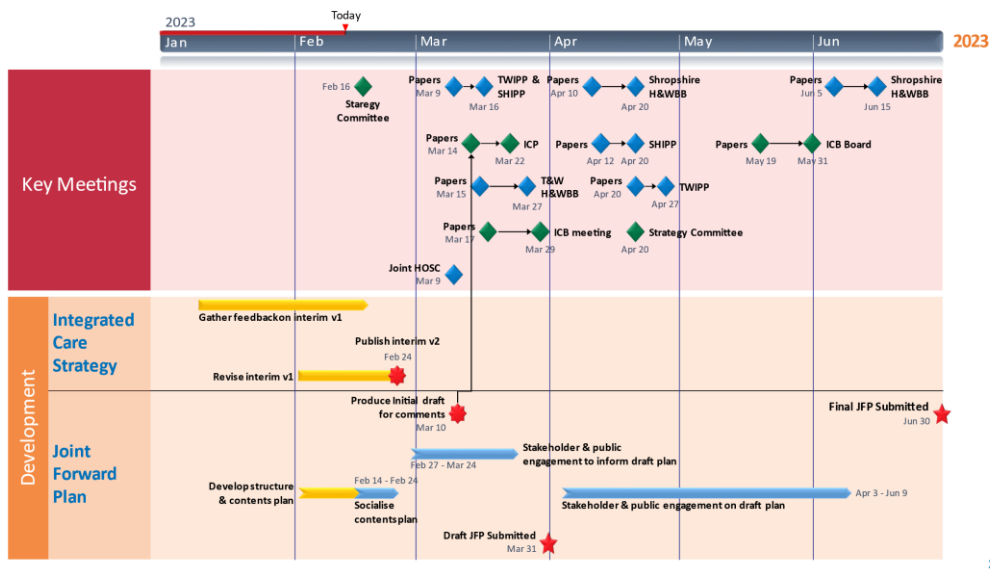 Today
2023
Jan
Feb
Mar
Apr
May
Jun
2023
Key Meetings
Feb 16
Staregy
Committee
Papers
Mar 9
TWIPP &
SHIPP
Mar 16
Papers
Apr 10
Shropshire
H&WBB
Apr 20
Papers
Jun 5
Shropshire
H&WBB
Jun 15
Papers
Mar 14
ICP
Mar 22
Papers
Apr 12
SHIPP
Apr 20
Papers
May 19
ICB Board
May 31
Papers
Mar 15
T&W
H&WBB
Mar 27
Papers
Apr 20
TWIPP
Apr 27
Papers
Mar 17
ICB meeting
Mar 29
Strategy Committee
Apr 20
Joint HOSC
Mar 9
Development
Integrated
Care
Strategy
Gather feedbackon interim v1
Publish interim v2
Feb 24
Revise interim v1
Joint
Forward
Plan
Produce Initial draft
for comments
Mar 10
Final JFP Submitted
Jun 30
Stakeholder & public
engagement to inform draft plan
Feb 27 - Mar 24
Develop structure
& contents plan
Feb 14 - Feb 24
Socialise
contentsplan
Apr 3 - Jun 9
Stakeholder & public engagement on draft plan
Draft JFP Submitted
Mar 31